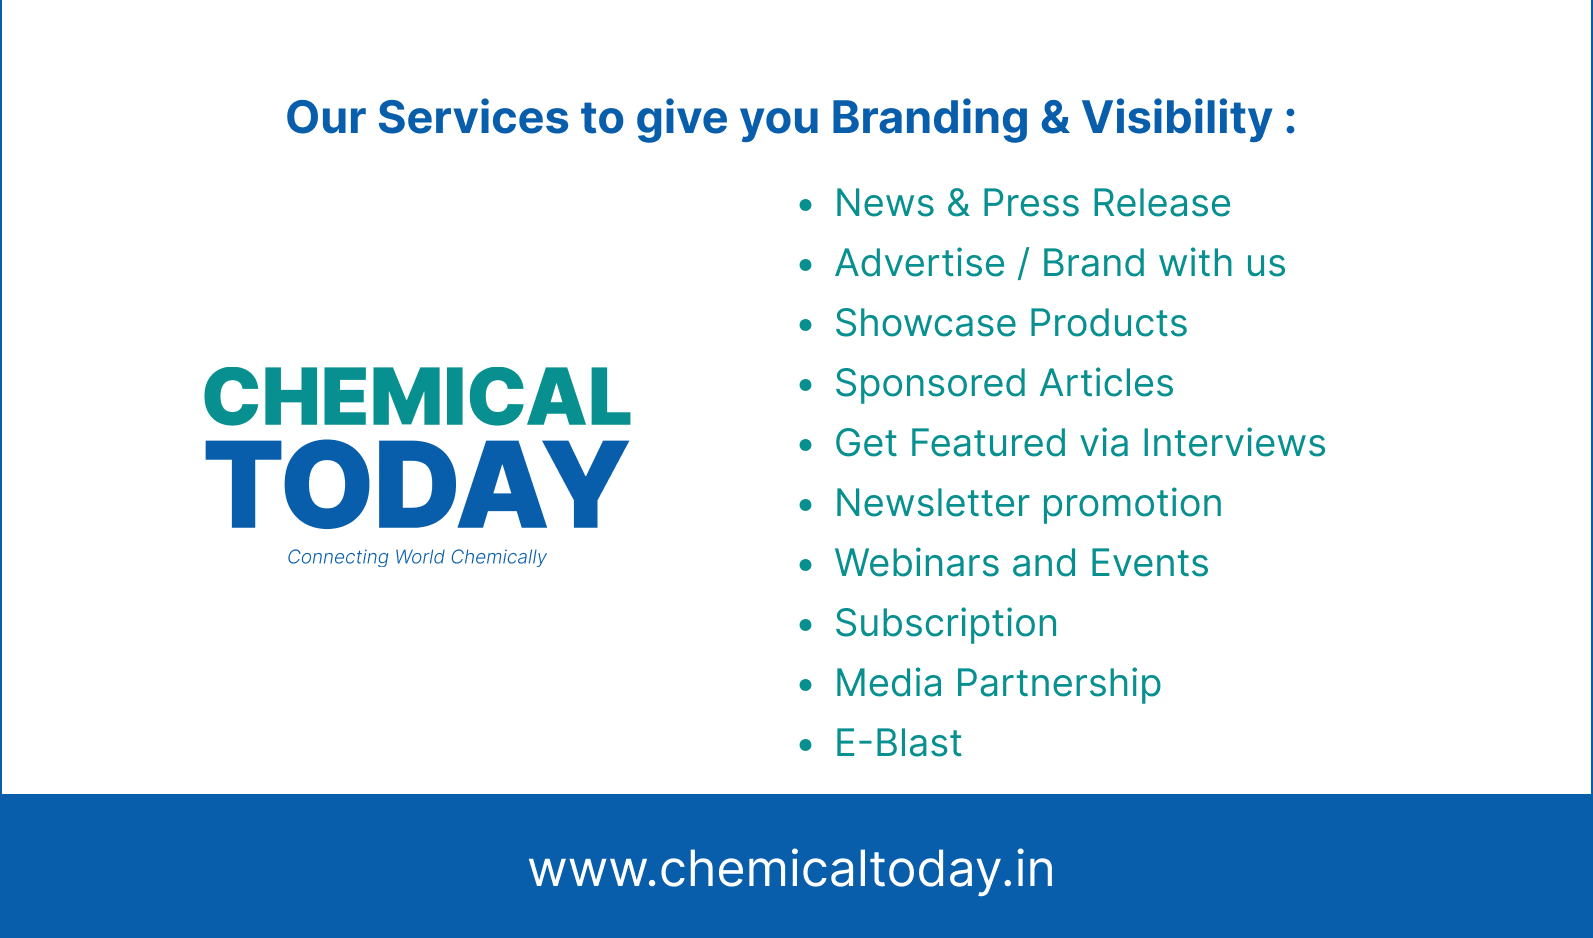 Our Services to give you Branding & Visibility :
CHEMICAL
TODAY
Connecting World Chemically
• News & Press Release
• Advertise / Brand with us
• Showcase Products
• Sponsored Articles
• Get Featured via Interviews
• Newsletter promotion
• Webinars and Events
• Subscription
• Media Partnership
• E-Blast
www.chemicaltoday.in